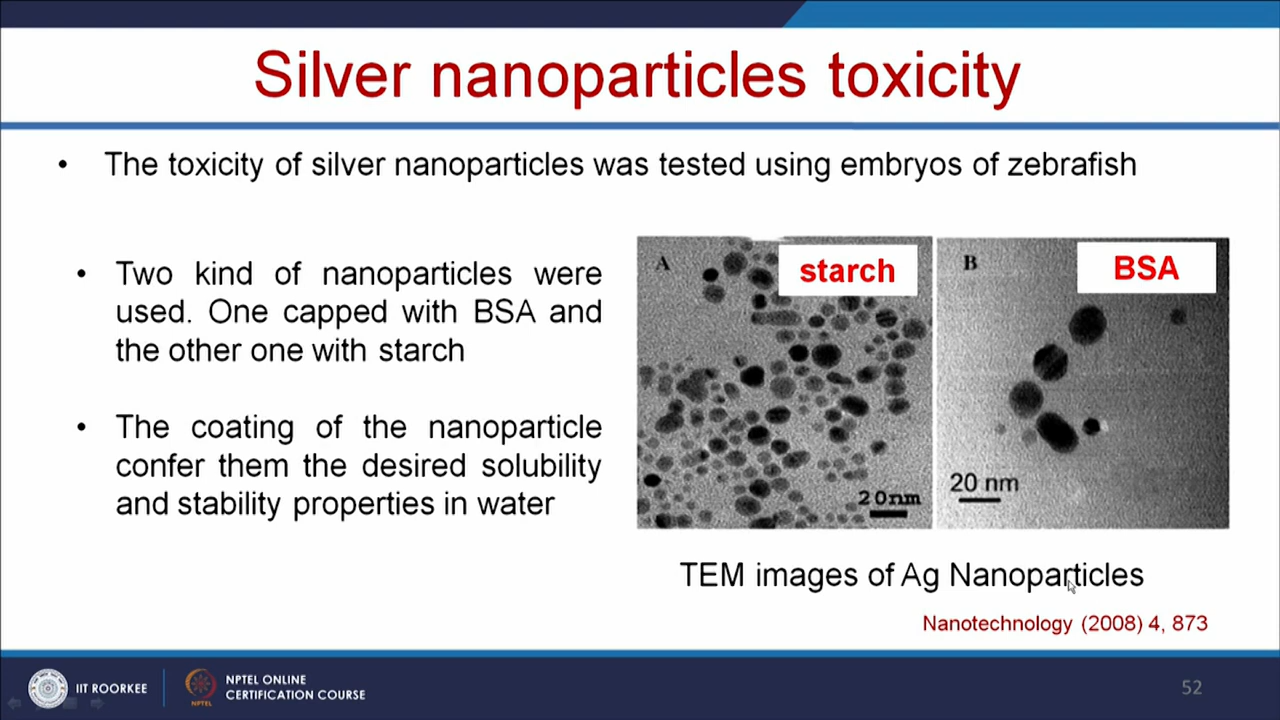 Silver nanoparticles toxicity
• The toxicity of silver nanoparticles was tested using embryos of zebrafish
• Two kind of nanoparticles were
used. One capped with BSA and
the other one with starch
• The coating of the nanoparticle
confer them the desired solubility
and stability properties in water
A
starch
20nm
B
BSA
20 nm
TEM images of Ag Nanoparticles
Nanotechnology (2008) 4, 873
IIT ROORKEE
NPTEL
NPTEL ONLINE
CERTIFICATION COURSE
52